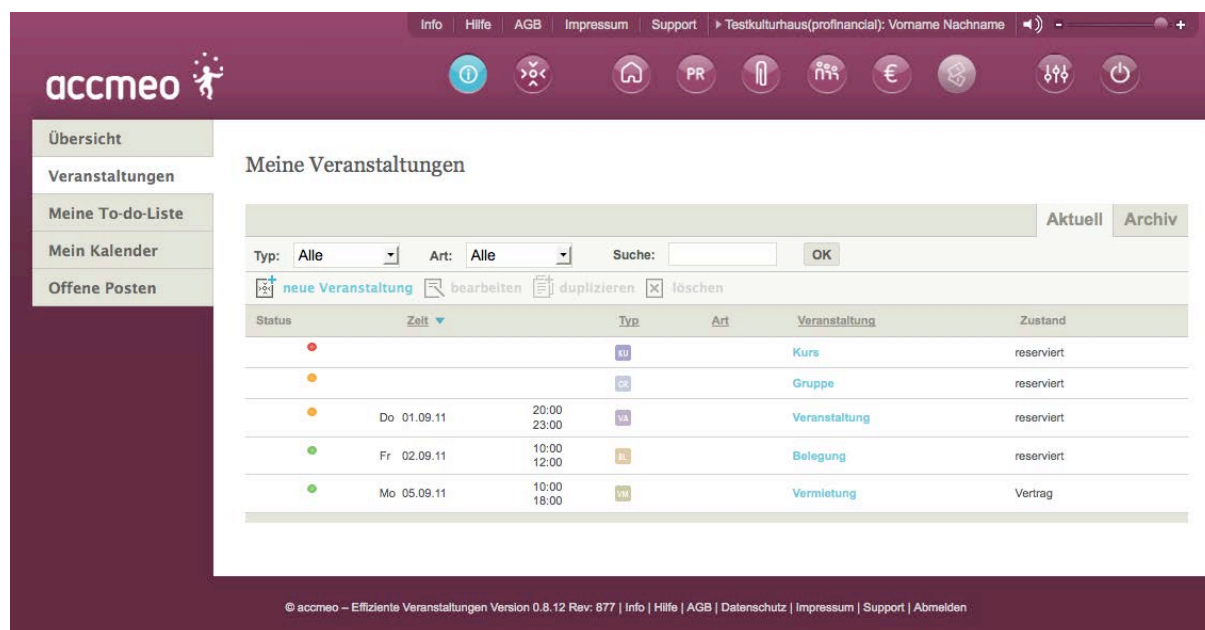 Info Hilfe AGB Impressum Support Testkulturhaus(profinancial): Vorname Nachname - +
accmeo PR €
Übersicht
Veranstaltungen
Meine To-do-Liste
Mein Kalender
Offene Posten
Meine Veranstaltungen
Aktuell Archiv
Typ: Alle Art: Alle Suche: OK
neue Veranstaltung bearbeiten duplizieren löschen
Status Zeit Typ Art Veranstaltung Zustand
KU Kurs reserviert
GR Gruppe reserviert
Do 01.09.11 20:00 23:00 VA Veranstaltung reserviert
Fr 02.09.11 10:00 12:00 BL Belegung reserviert
Mo 05.09.11 10:00 18:00 VM Vermietung Vertrag
© accmeo – Effiziente Veranstaltungen Version 0.8.12 Rev: 877 | Info | Hilfe | AGB | Datenschutz | Impressum | Support | Abmelden